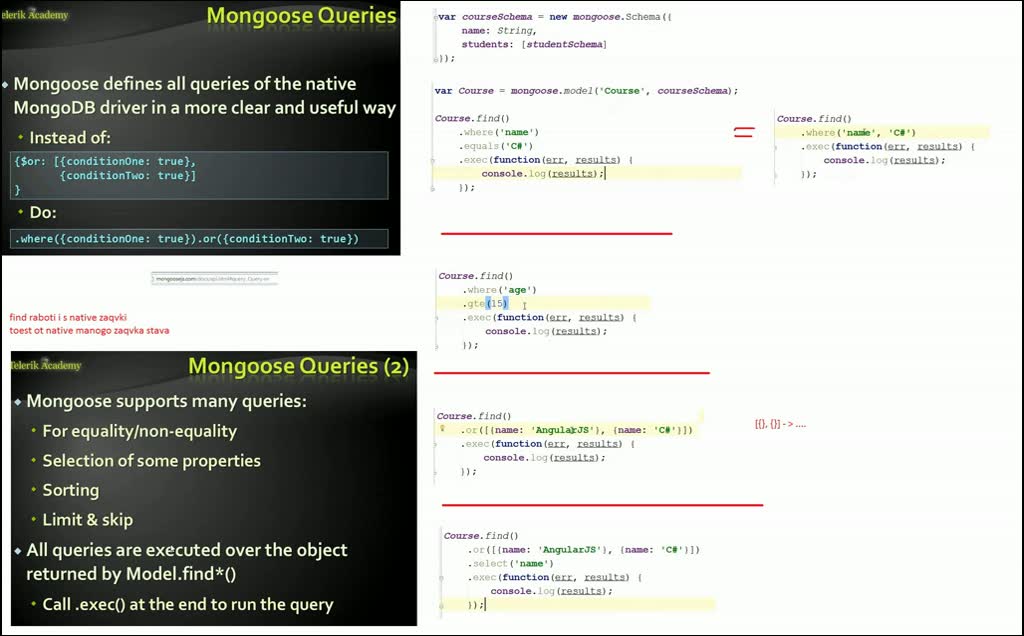 elerik Academy
Mongoose Queries
Mongoose defines all queries of the native
MongoDB driver in a more clear and useful way
Instead of:
{$or: [{conditionOne: true},
{conditionTwo: true}]
}
Do:
.where({conditionOne: true}).or({conditionTwo: true})
find raboti i s native zaqvki
toest ot native manogo zaqvka stava
Telerik Academy
Mongoose Queries (2)
Mongoose supports many queries:
For equality/non-equality
Selection of some properties
Sorting
Limit & skip
All queries are executed over the object
returned by Model.find*()
Call .exec() at the end to run the query
var courseSchema = new mongoose.Schema({
name: String,
students: [studentSchema]
});
var Course = mongoose.model('Course', courseSchema);
Course.find()
.where('name')
.equals('C#')
.exec(function(err, results) {
console.log(results);
});
=
Course.find()
.where('name', 'C#')
.exec(function(err, results) {
console.log(results);
});
Course.find()
.where('age')
.gte(15)
.exec(function(err, results) {
console.log(results);
});
Course.find()
.or([{name: 'AngularJS'}, {name: 'C#'}])
.exec(function(err, results) {
console.log(results);
});
[{}, {}] - > ....
Course.find()
.or([{name: 'AngularJS'}, {name: 'C#'}])
.select('name')
.exec(function(err, results) {
console.log(results);
});